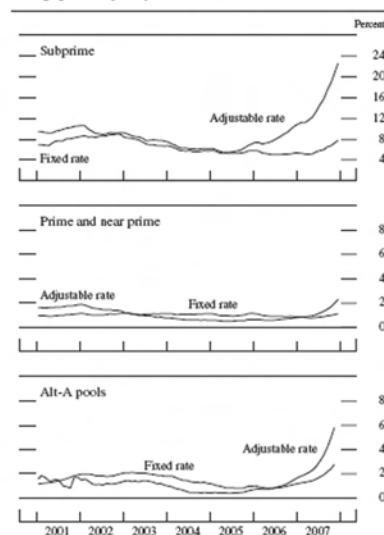 Percent
Subprime
24
20
16
Adjustable rate
12
8
Fixed rate
4
Prime and near prime
8
6
4
Adjustable rate
Fixed rate
2
0
Alt-A pools
8
6
Adjustable rate
4
Fixed rate
2
0
2001 2002 2003 2004 2005 2006 2007